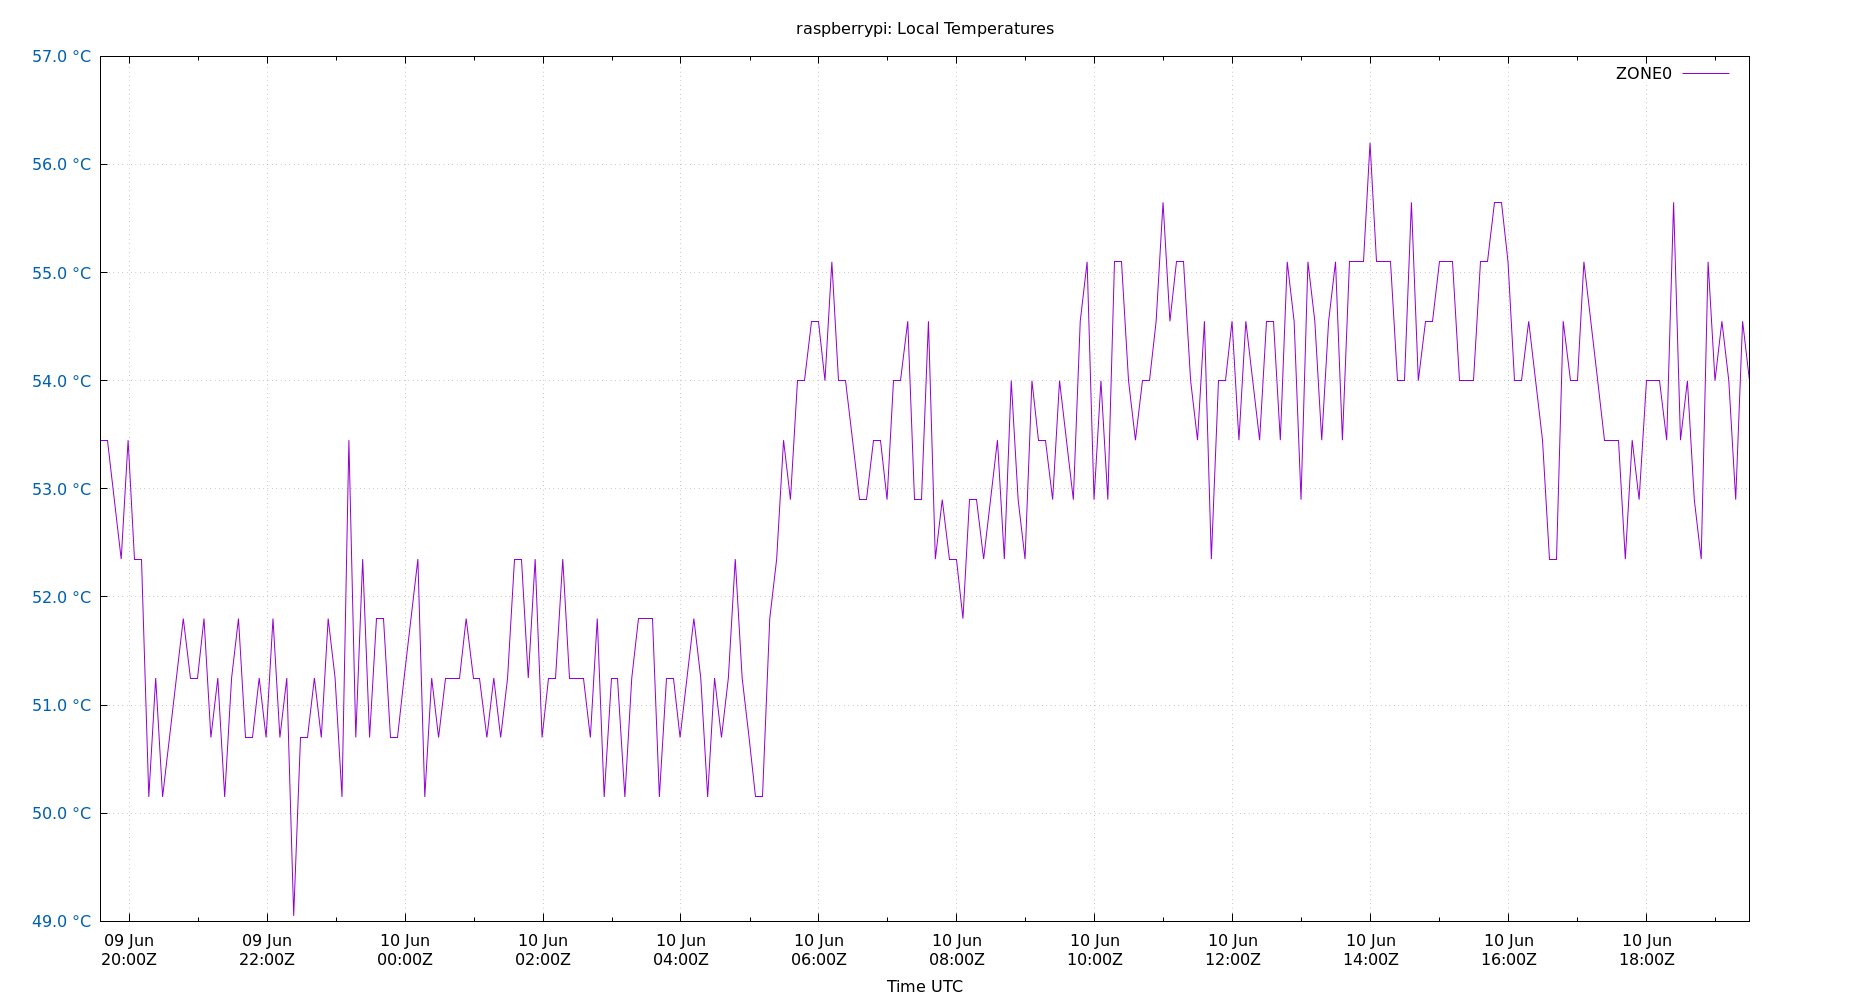 raspberrypi: Local Temperatures
57.0 °C
ZONE0
56.0 °C
55.0 °C
54.0 °C
53.0 °C
52.0 °C
51.0 °C
50.0 °C
49.0 °C
09 Jun 09 Jun 10 Jun 10 Jun 10 Jun 10 Jun 10 Jun 10 Jun 10 Jun 10 Jun 10 Jun 10 Jun
20:00Z 22:00Z 00:00Z 02:00Z 04:00Z 06:00Z 08:00Z 10:00Z 12:00Z 14:00Z 16:00Z 18:00Z
Time UTC